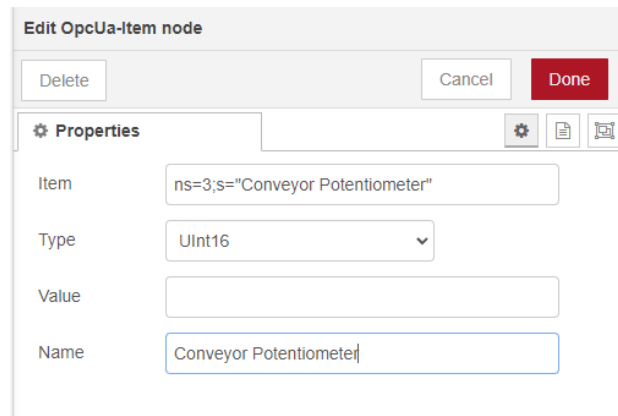 Edit OpcUa-Item node
Delete
Cancel
Done
Properties
Item
ns=3;s="Conveyor Potentiometer"
Type
UInt16
Value
Name
Conveyor Potentiometer